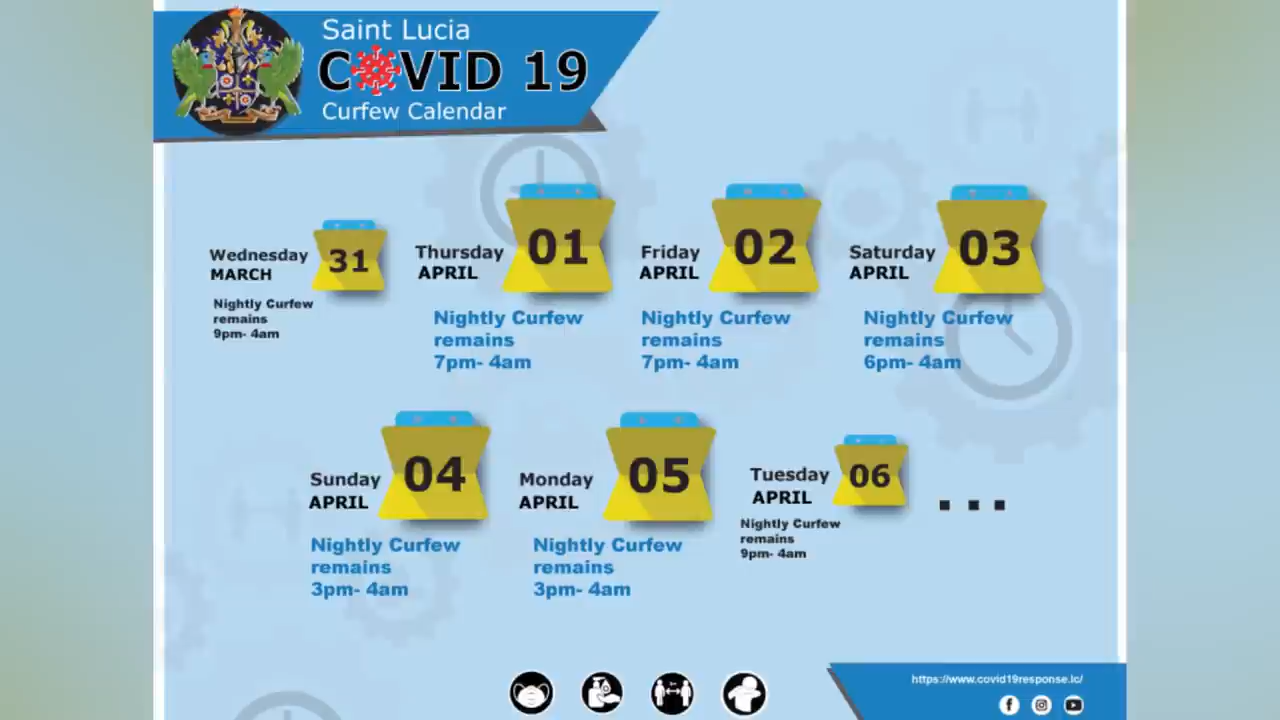 Saint Lucia
COVID 19
Curfew Calendar
Wednesday
MARCH
31
Nightly Curfew
remains
9pm- 4am
Thursday
APRIL
01
Nightly Curfew
remains
7pm- 4am
Friday
APRIL
02
Nightly Curfew
remains
7pm- 4am
Saturday
APRIL
03
Nightly Curfew
remains
6pm- 4am
Sunday
APRIL
04
Nightly Curfew
remains
3pm- 4am
Monday
APRIL
05
Nightly Curfew
remains
3pm- 4am
Tuesday
APRIL
06
Nightly Curfew
remains
9pm- 4am
...
https://www.covid19response.lc/